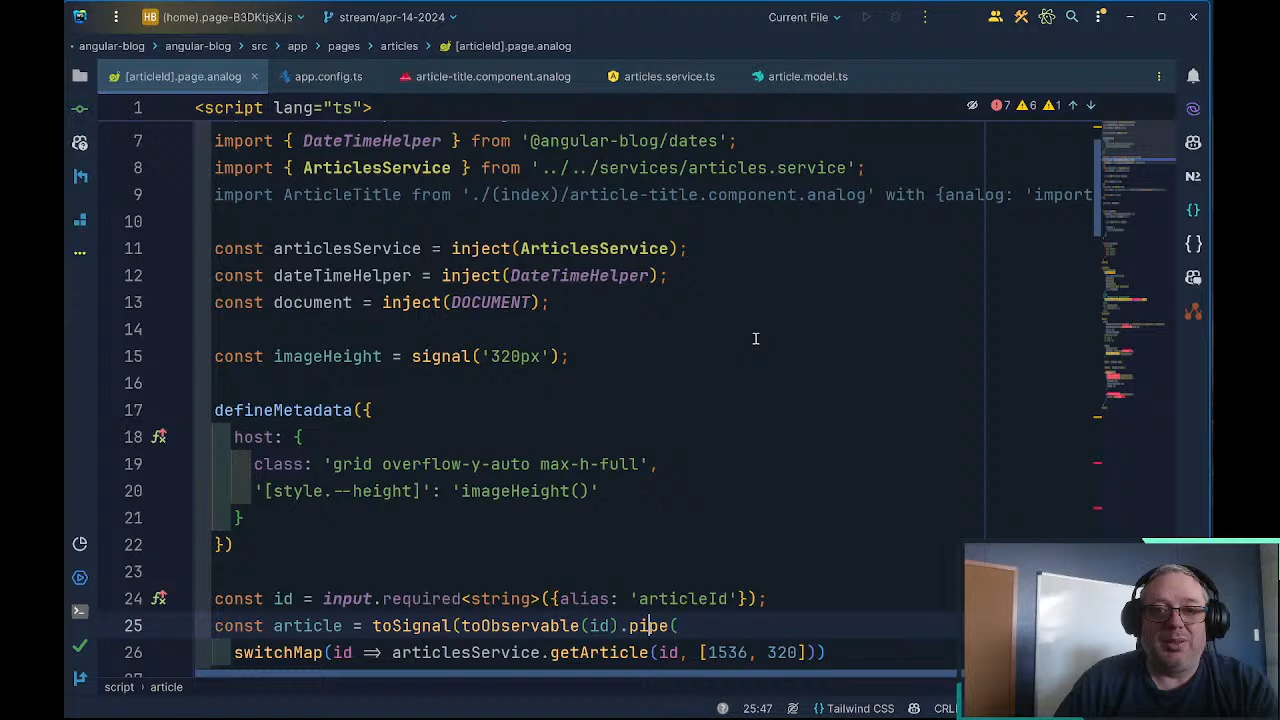 HB (home).page-B3DKtjsX.js stream/apr-14-2024 Current File
angular-blog angular-blog src app pages articles [articleId].page.analog
[articleId].page.analog app.config.ts article-title.component.analog articles.service.ts article.model.ts
1 <script lang="ts"> 7 6 1
7 import { DateTimeHelper } from '@angular-blog/dates';
8 import { ArticlesService } from '../../services/articles.service';
9 import ArticleTitle from './(index)/article-title.component.analog' with {analog: 'import
10
11 const articlesService = inject(ArticlesService);
12 const dateTimeHelper = inject(DateTimeHelper);
13 const document = inject(DOCUMENT);
14
15 const imageHeight = signal('320px');
16
17 defineMetadata({
18 host: {
19 class: 'grid overflow-y-auto max-h-full',
20 '[style.--height]': 'imageHeight()'
21 }
22 })
23
24 const id = input.required<string>({alias: 'articleId'});
25 const article = toSignal(toObservable(id).pipe(
26 switchMap(id => articlesService.getArticle(id, [1536, 320]))
script article
25:47 Tailwind CSS CRL
N2